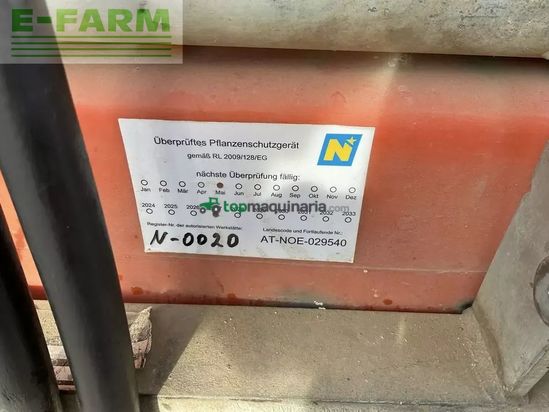 E-FARM
Überprüftes Pflanzenschutzgerät
gemäß RL 2009/128/EG
N
nächste Überprüfung fällig:
Jan Feb Mär Apr Mai Jun Jul Aug Sep Okt Nov Dez
topmaquinaria.com
2024 2025 2032 2033
Register-Nr. der autorisierten Werkstätte: Landescode und Fortlaufende Nr.:
N-0020 AT-NOE-029540